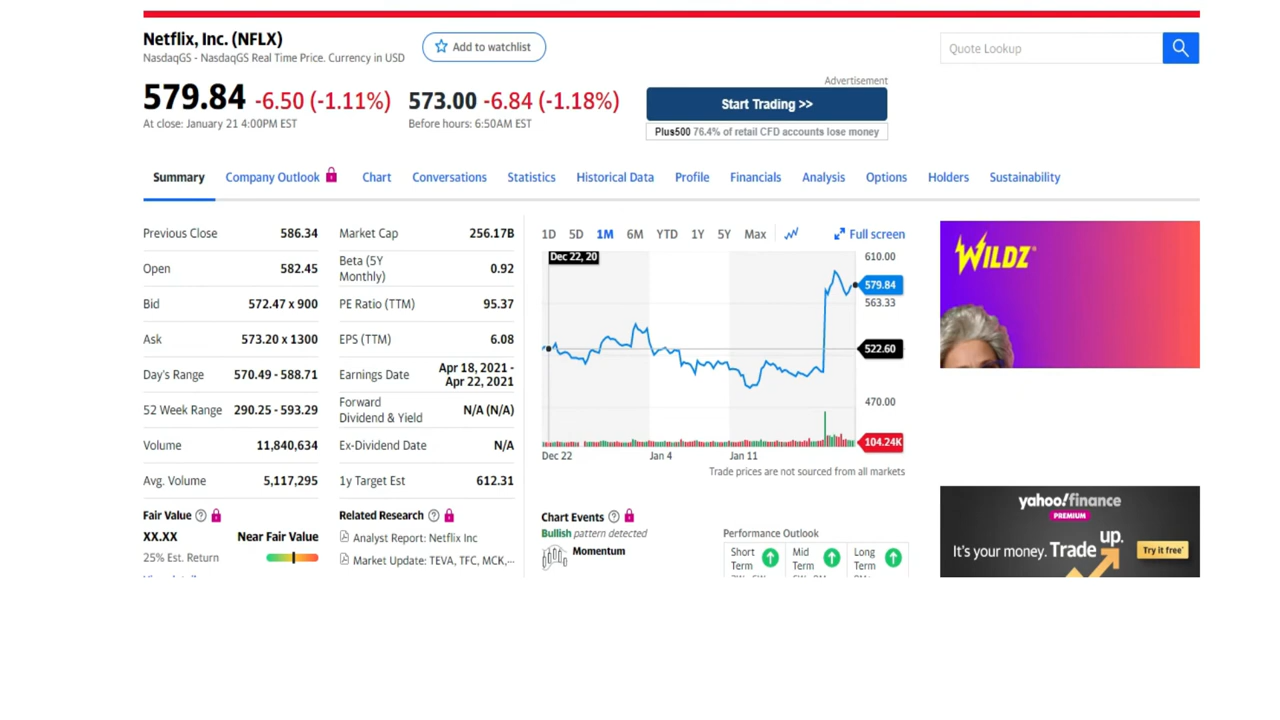 Netflix, Inc. (NFLX)
NasdaqGS - NasdaqGS Real Time Price. Currency in USD
Add to watchlist
Quote Lookup
579.84 -6.50 (-1.11%)
At close: January 21 4:00PM EST
573.00 -6.84 (-1.18%)
Before hours: 6:50AM EST
Advertisement
Start Trading >>
Plus500 76.4% of retail CFD accounts lose money
Summary Company Outlook Chart Conversations Statistics Historical Data Profile Financials Analysis Options Holders Sustainability
Previous Close 586.34
Open 582.45
Bid 572.47 x 900
Ask 573.20 x 1300
Day's Range 570.49 - 588.71
52 Week Range 290.25 - 593.29
Volume 11,840,634
Avg. Volume 5,117,295
Fair Value
XX.XX Near Fair Value
25% Est. Return
Market Cap 256.17B
Beta (5Y
Monthly) 0.92
PE Ratio (TTM) 95.37
EPS (TTM) 6.08
Earnings Date Apr 18, 2021 -
Apr 22, 2021
Forward
Dividend & Yield N/A (N/A)
Ex-Dividend Date N/A
1y Target Est 612.31
Related Research
Analyst Report: Netflix Inc
Market Update: TEVA, TFC, MCK,...
1D 5D 1M 6M YTD 1Y 5Y Max
Full screen
Dec 22, 20
610.00
579.84
563.33
522.60
470.00
104.24K
Dec 22 Jan 4 Jan 11
Trade prices are not sourced from all markets
Chart Events
Bullish pattern detected
Momentum
Performance Outlook
Short
Term
Mid
Term
Long
Term
WILDZ
yahoo!finance
PREMIUM
It's your money. Trade up.
Try it free*